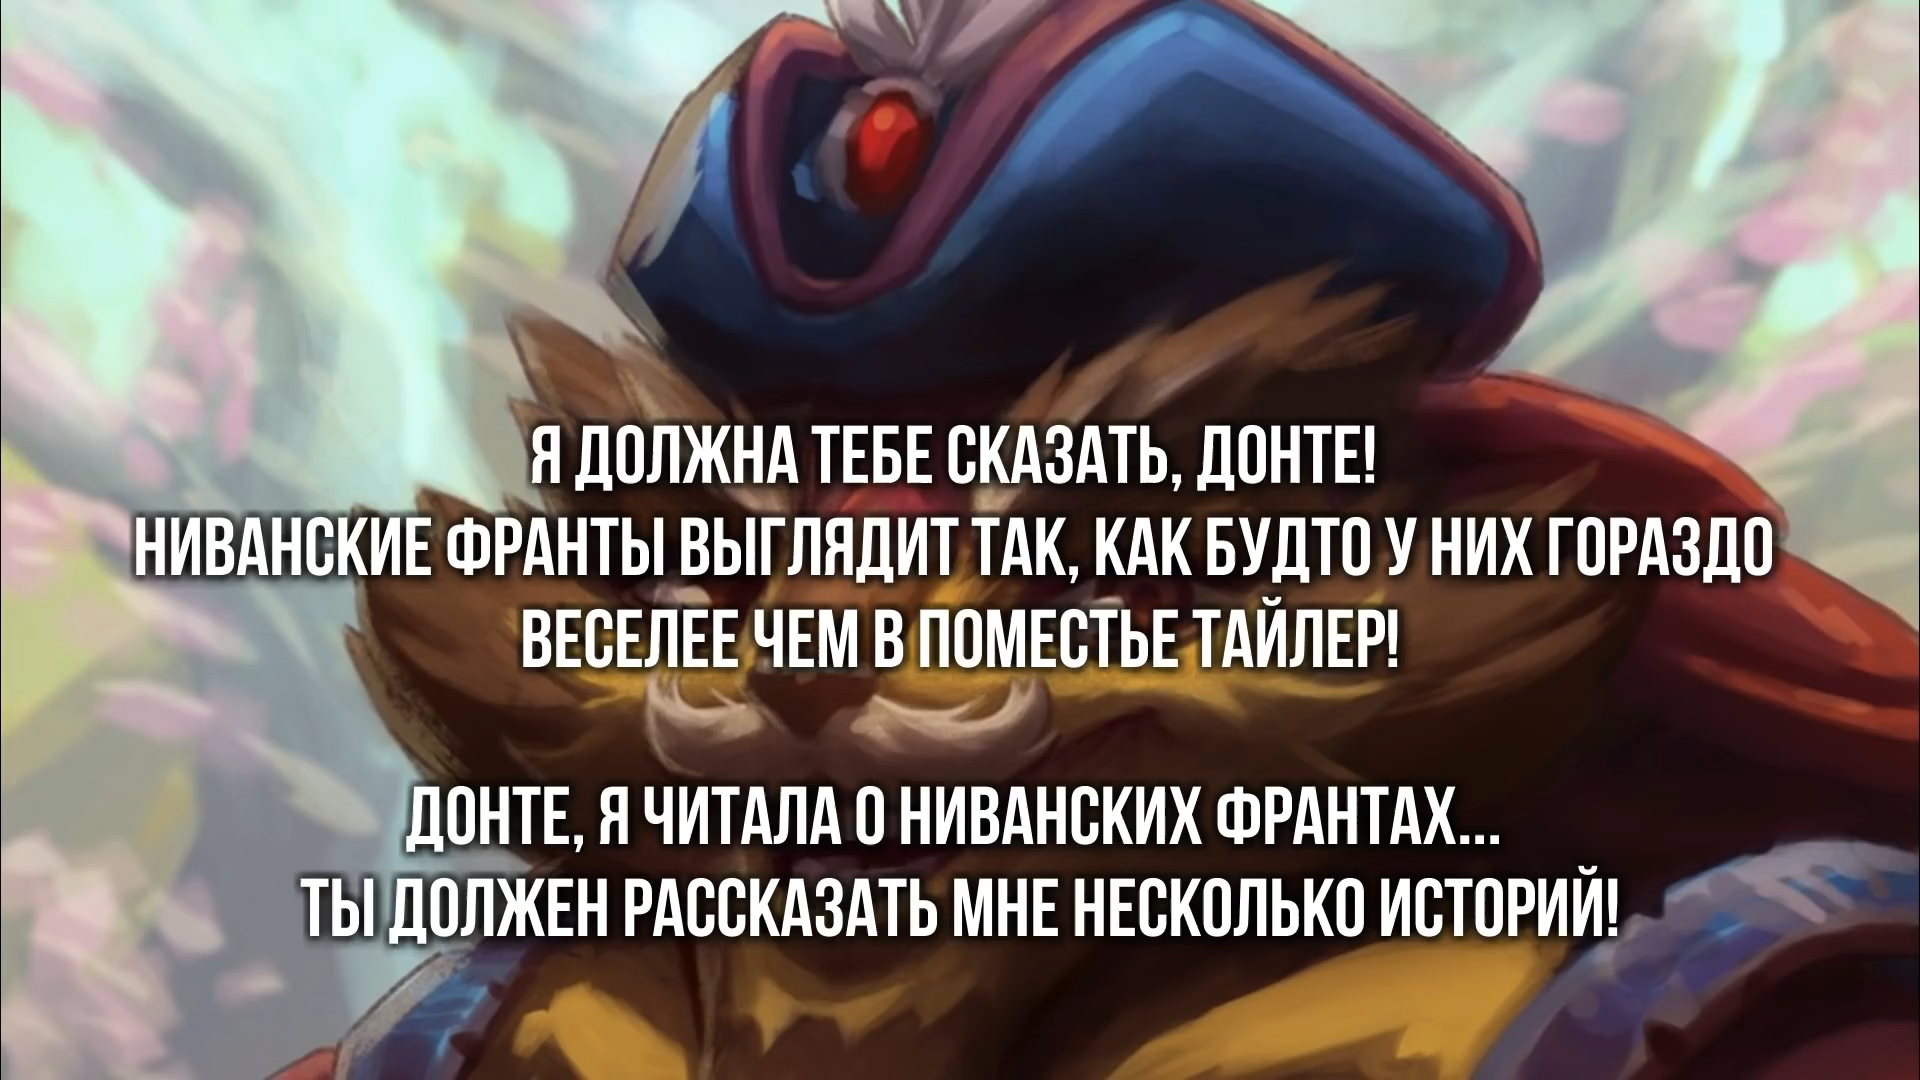 Я ДОЛЖНА ТЕБЕ СКАЗАТЬ, ДОНТЕ!
НИВАНСКИЕ ФРАНТЫ ВЫГЛЯДИТ ТАК, КАК БУДТО У НИХ ГОРАЗДО
ВЕСЕЛЕЕ ЧЕМ В ПОМЕСТЬЕ ТАЙЛЕР!
ДОНТЕ, Я ЧИТАЛА О НИВАНСКИХ ФРАНТАХ...
ТЫ ДОЛЖЕН РАССКАЗАТЬ МНЕ НЕСКОЛЬКО ИСТОРИЙ!